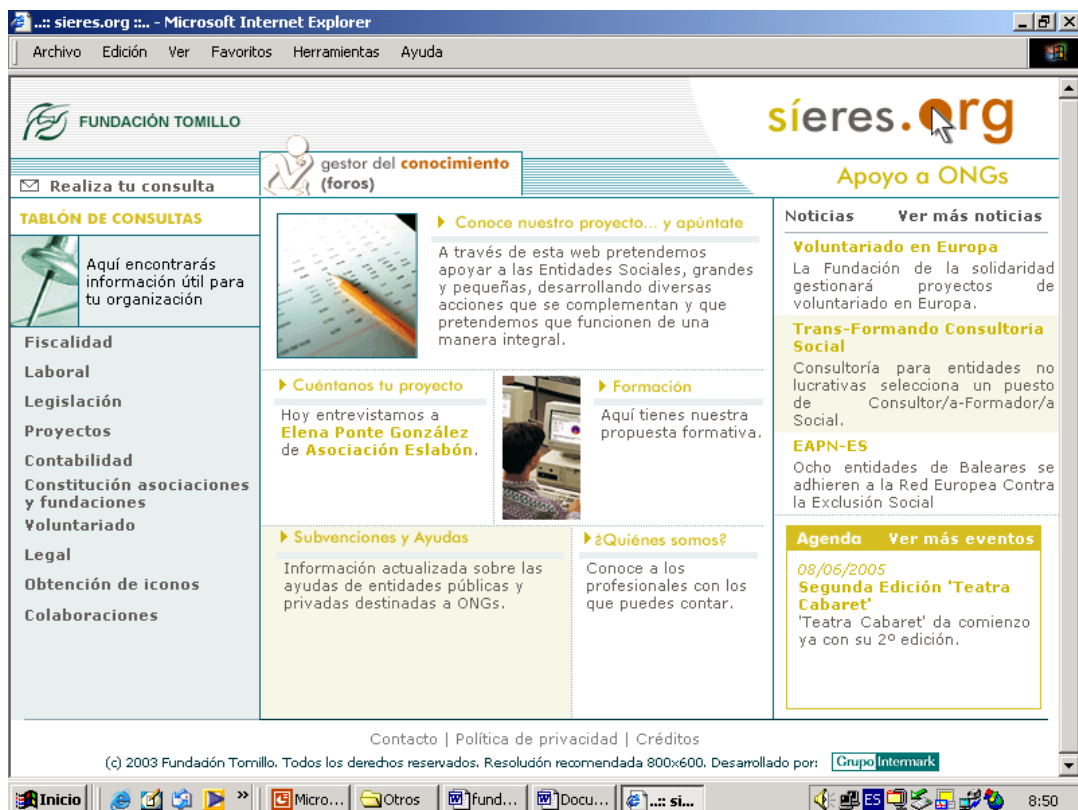 ..:: sieres.org ::.. - Microsoft Internet Explorer
Archivo Edición Ver Favoritos Herramientas Ayuda
FUNDACIÓN TOMILLO
síeres.org
gestor del conocimiento
(foros)
Realiza tu consulta
Apoyo a ONGs
TABLÓN DE CONSULTAS
Aquí encontrarás
información útil para
tu organización
Fiscalidad
Laboral
Legislación
Proyectos
Contabilidad
Constitución asociaciones
y fundaciones
Voluntariado
Legal
Obtención de iconos
Colaboraciones
Conoce nuestro proyecto... y apúntate
A través de esta web pretendemos
apoyar a las Entidades Sociales, grandes
y pequeñas, desarrollando diversas
acciones que se complementan y que
pretendemos que funcionen de una
manera integral.
Cuéntanos tu proyecto
Hoy entrevistamos a
Elena Ponte González
de Asociación Eslabón.
Formación
Aquí tienes nuestra
propuesta formativa.
Subvenciones y Ayudas
Información actualizada sobre las
ayudas de entidades públicas y
privadas destinadas a ONGs.
¿Quiénes somos?
Conoce a los
profesionales con los
que puedes contar.
Noticias Ver más noticias
Voluntariado en Europa
La Fundación de la solidaridad
gestionará proyectos de
voluntariado en Europa.
Trans-Formando Consultoria
Social
Consultoría para entidades no
lucrativas selecciona un puesto
de Consultor/a-Formador/a
Social.
EAPN-ES
Ocho entidades de Baleares se
adhieren a la Red Europea Contra
la Exclusión Social
Agenda Ver más eventos
08/06/2005
Segunda Edición 'Teatra
Cabaret'
'Teatra Cabaret' da comienzo
ya con su 2º edición.
Contacto | Política de privacidad | Créditos
(c) 2003 Fundación Tomillo. Todos los derechos reservados. Resolución recomendada 800x600. Desarrollado por: Grupo Intermark
Inicio » Micro... Otros fund... Docu... ..:: si... ES 8:50